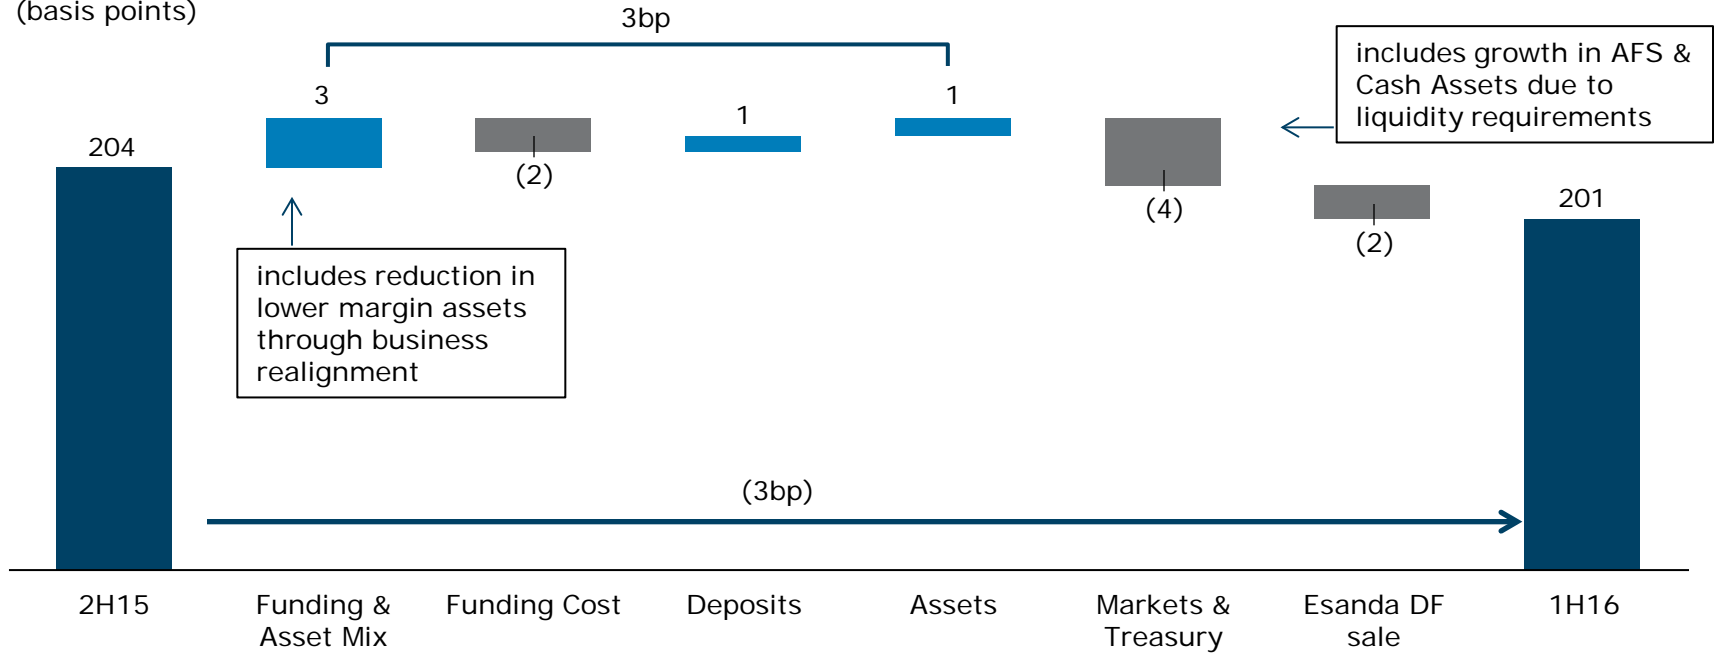 (basis points)
3bp
includes growth in AFS &
Cash Assets due to
liquidity requirements
3
1
1
204
(2)
(4)
(2)
201
includes reduction in
lower margin assets
through business
realignment
(3bp)
2H15
Funding &
Asset Mix
Funding Cost
Deposits
Assets
Markets &
Treasury
Esanda DF
sale
1H16